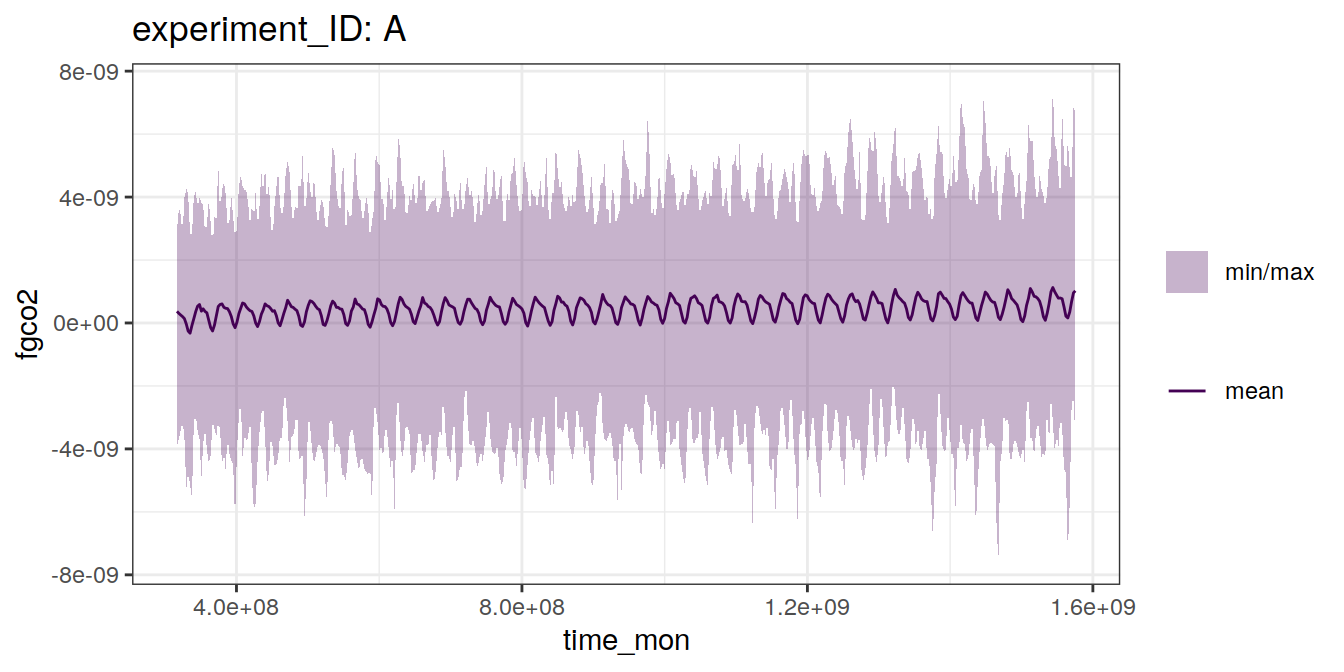 experiment_ID: A
8e-09
4e-09
0e+00
-4e-09
-8e-09
fgco2
4.0e+08
8.0e+08
1.2e+09
1.6e+09
time_mon
min/max
mean